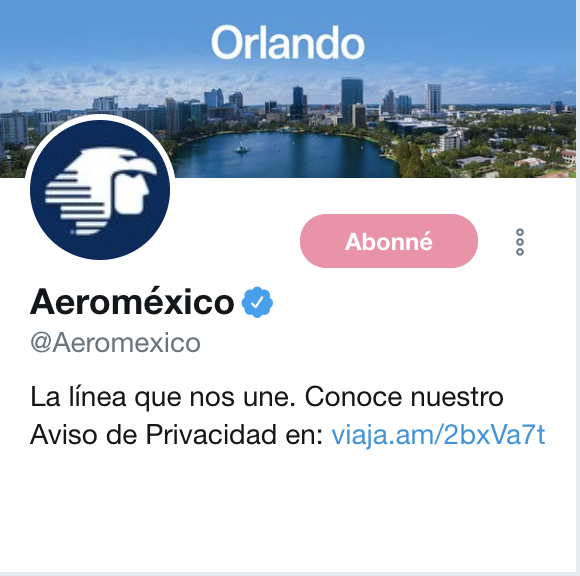 Orlando
Abonné
Aeroméxico
@Aeromexico
La línea que nos une. Conoce nuestro
Aviso de Privacidad en: viaja.am/2bxVa7t